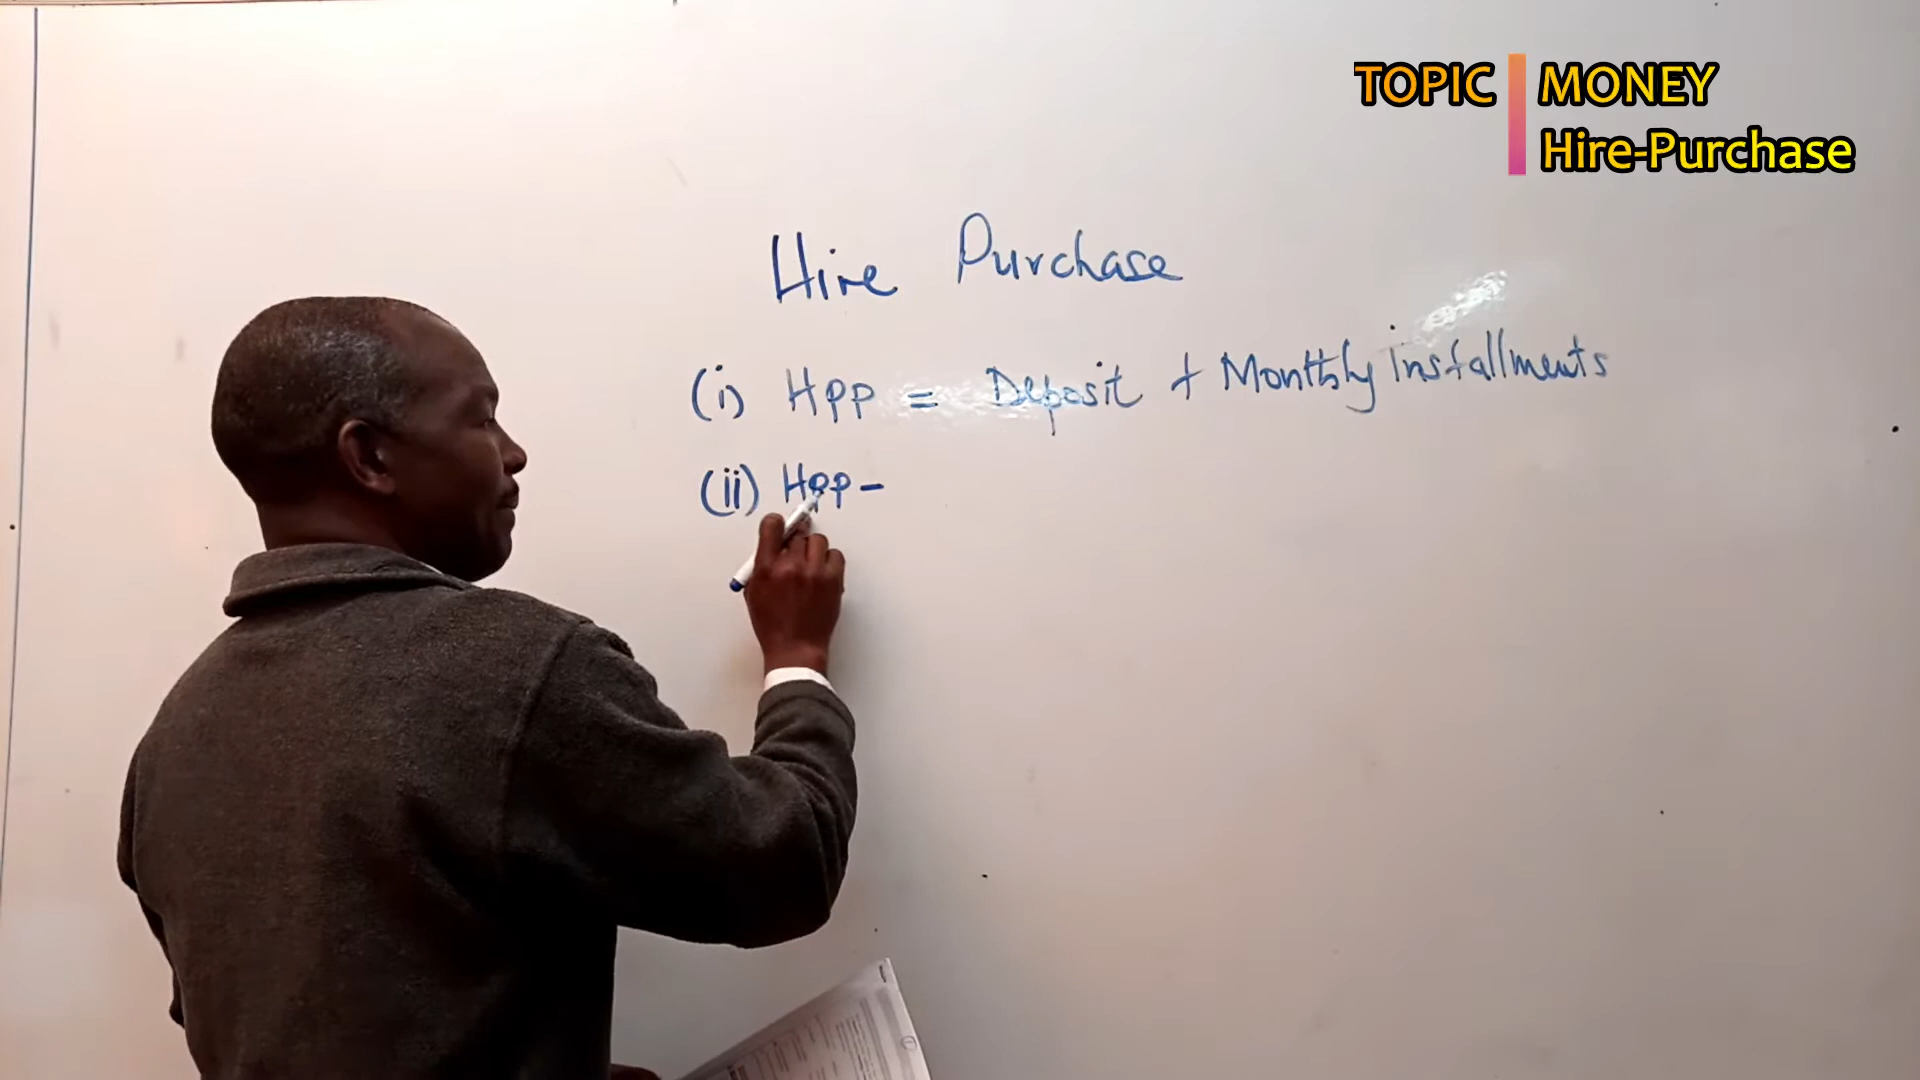 TOPIC
MONEY
Hire-Purchase
Hire Purchase
(i) Hpp = Deposit + Monthly installments
(ii) Hpp -